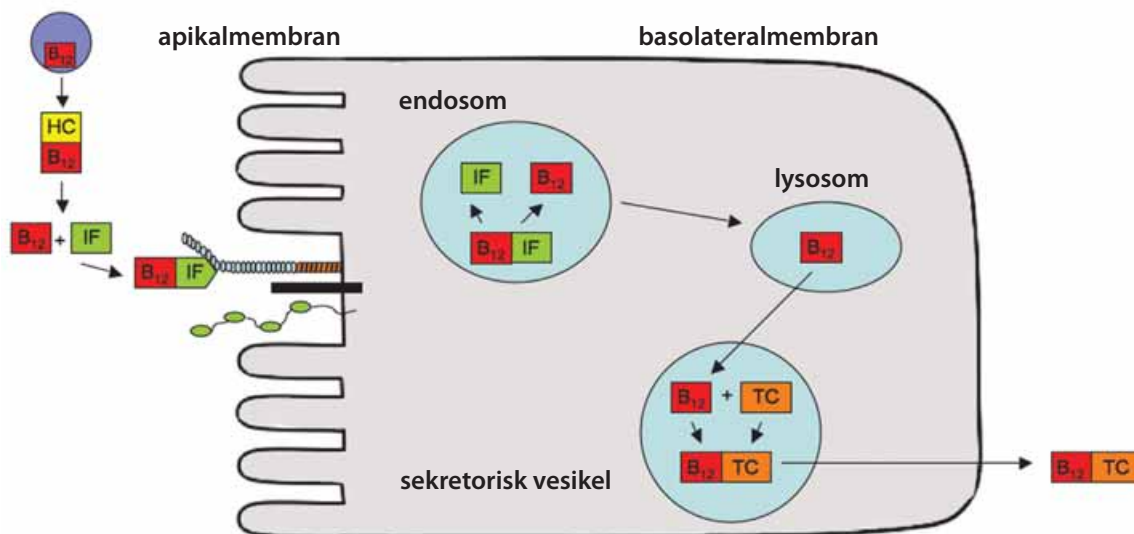 apikalmembran
basolateralmembran
B₁₂
HC
B₁₂
B₁₂ + IF
B₁₂ IF
endosom
IF B₁₂
B₁₂ IF
lysosom
B₁₂
B₁₂ + TC
B₁₂ TC
sekretorisk vesikel
B₁₂ TC